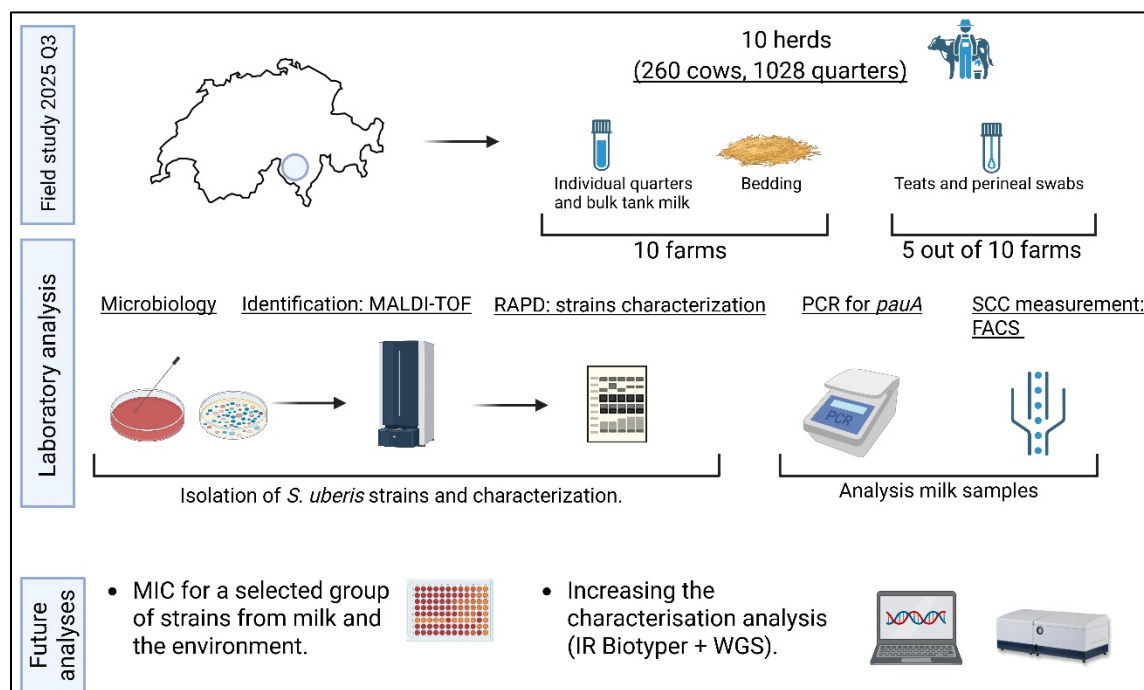 Field study 2025 Q3
10 herds
(260 cows, 1028 quarters)
Individual quarters
and bulk tank milk
Bedding
Teats and perineal swabs
10 farms
5 out of 10 farms
Laboratory analysis
Microbiology
Identification: MALDI-TOF
RAPD: strains characterization
PCR for pauA
SCC measurement:
FACS
PCR
Isolation of S. uberis strains and characterization.
Analysis milk samples
Future
analyses
• MIC for a selected group
of strains from milk and
the environment.
• Increasing the
characterisation analysis
(IR Biotyper + WGS).